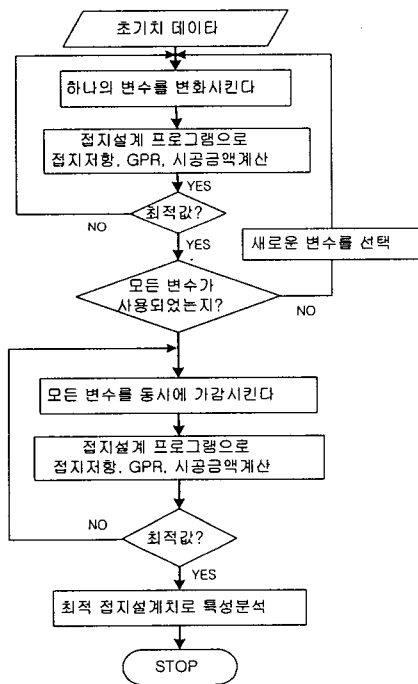 초기치 데이타
하나의 변수를 변화시킨다
접지설계 프로그램으로
접지저항, GPR, 시공금액계산
YES
최적값?
NO
YES
새로운 변수를 선택
모든 변수가
사용되었는지?
NO
모든 변수를 동시에 가감시킨다
접지설계 프로그램으로
접지저항, GPR, 시공금액계산
NO
최적값?
YES
최적 접지설계치로 특성분석
STOP